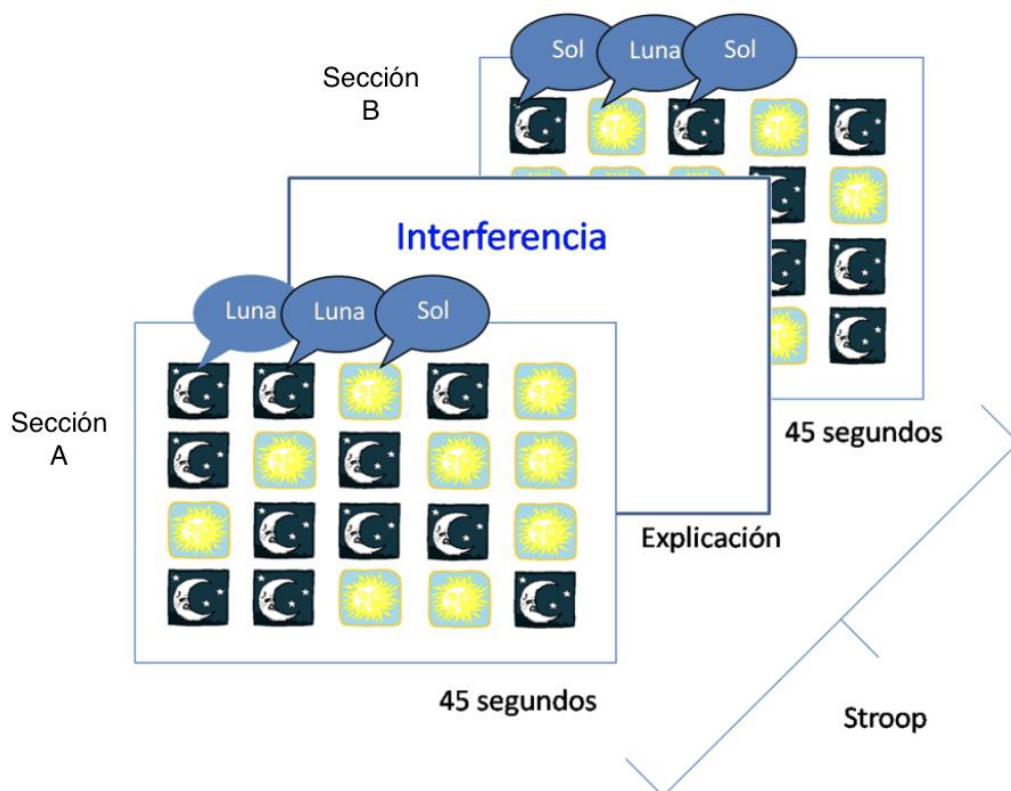 Sol
Luna
Sol
Sección
B
Interferencia
Luna
Luna
Sol
Sección
A
45 segundos
Explicación
45 segundos
Stroop